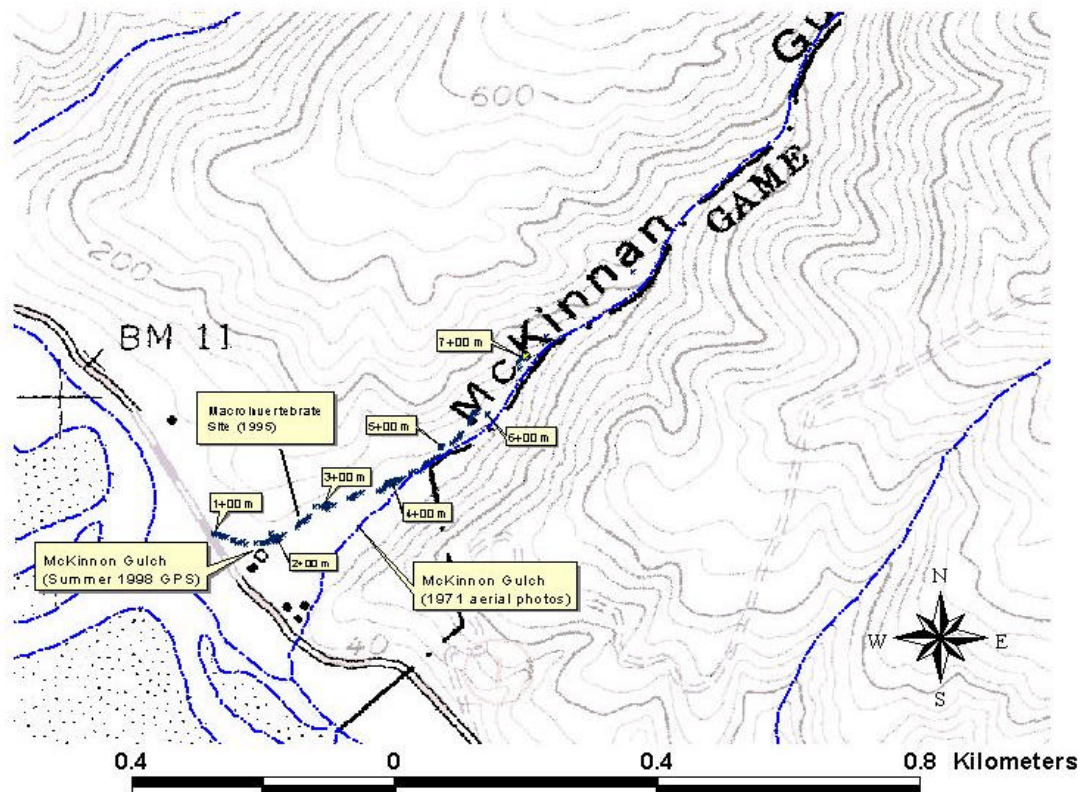 Gu
600
GAME
McKinnan
200
BM 11
7+00 m
Macroinuertebrate
Site (1995)
5+00 m
6+00 m
3+00 m
1+00 m
4+00 m
2+00 m
McKinnon Gulch
(Summer 1998 GPS)
McKinnon Gulch
(1971 aerial photos)
40
N
W
E
S
0.4
0
0.4
0.8
Kilometers